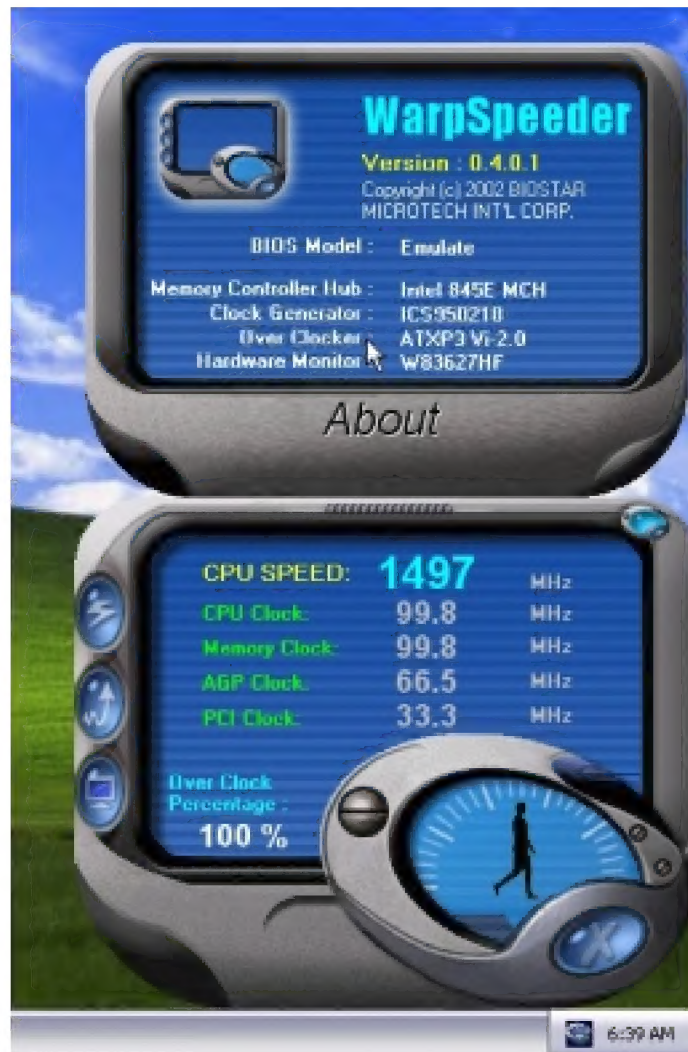 WarpSpeeder
Version : 0.4.0.1
Copyright (c) 2002 BIOSTAR
MICROTECH INT'L CORP.
BIOS Model : Emulate
Memory Controller Hub : Intel 845E MCH
Clock Generator : ICS950218
Over Clocker : ATXP3 Vi-2.0
Hardware Monitor W83627HF
About
CPU SPEED: 1497 MHz
CPU Clock: 99.8 MHz
Memory Clock: 99.8 MHz
AGP Clock: 66.5 MHz
PCI Clock: 33.3 MHz
Over Clock
Percentage :
100 %
6:39 AM